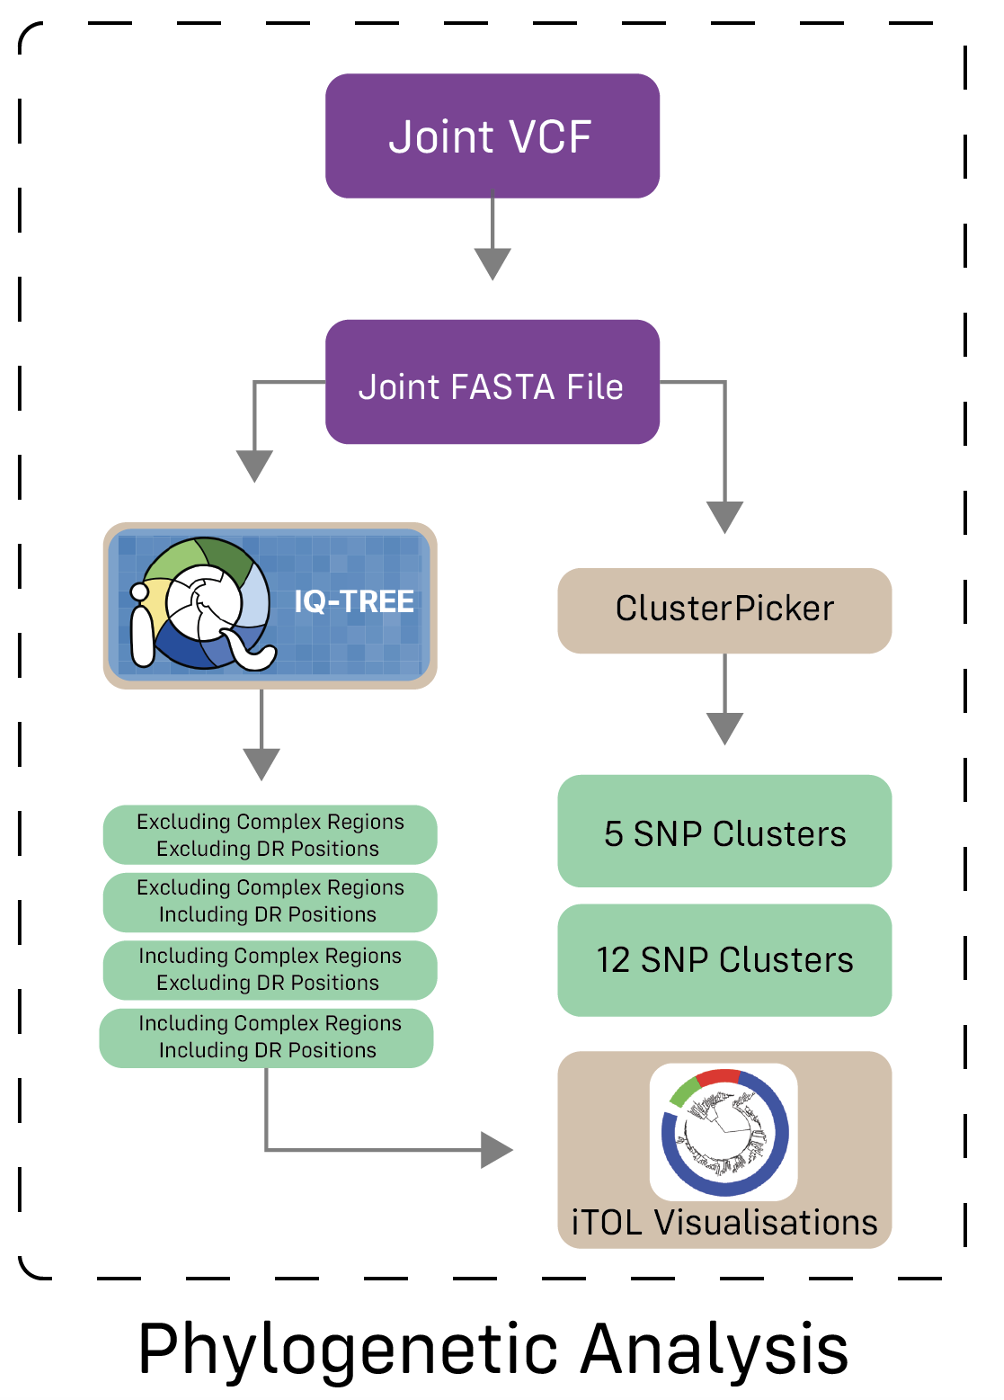 Joint VCF
Joint FASTA File
IQ-TREE
ClusterPicker
Excluding Complex Regions
Excluding DR Positions
Excluding Complex Regions
Including DR Positions
Including Complex Regions
Excluding DR Positions
Including Complex Regions
Including DR Positions
5 SNP Clusters
12 SNP Clusters
iTOL Visualisations
Phylogenetic Analysis